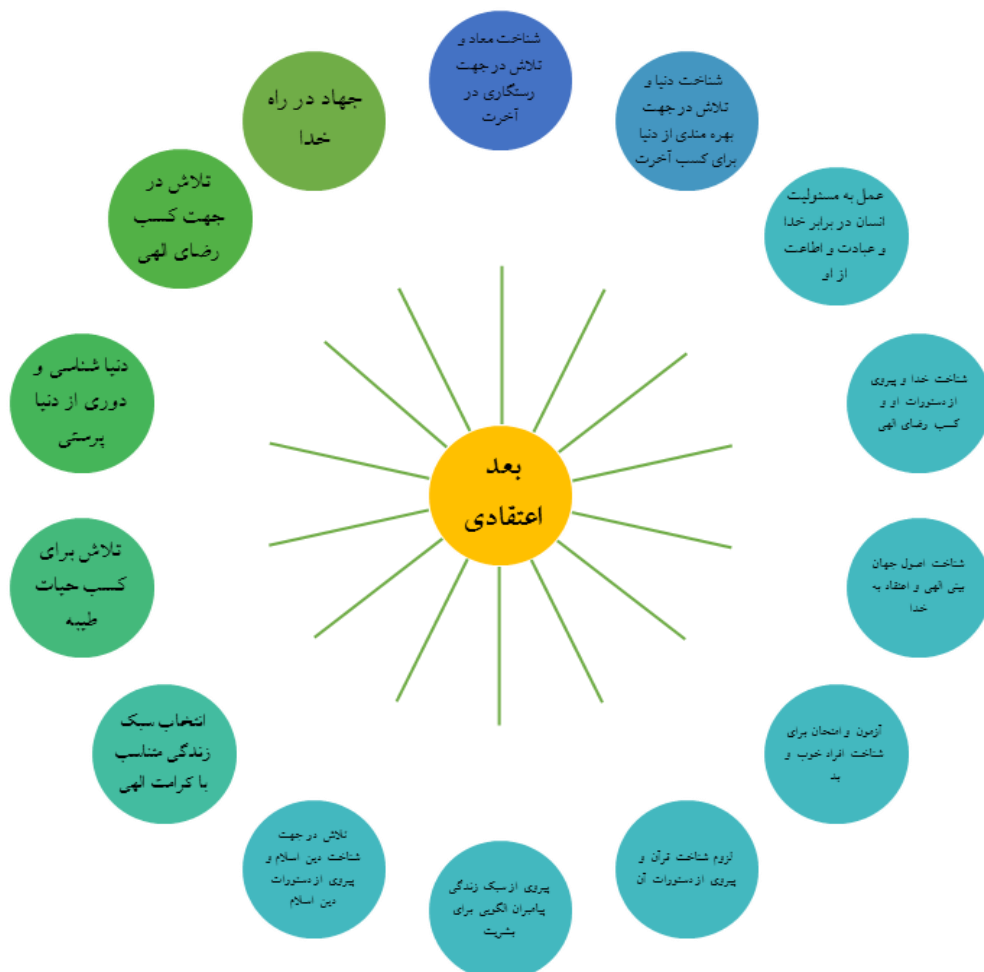 شناخت معاد و
تلاش در جهت
رستگاری در
آخرت
شناخت دنیا و
تلاش در جهت
بهره مندی از دنیا
برای کسب آخرت
عمل به مسئولیت
انسان در برابر خدا
و عبادت و اطاعت
از او
شناخت خدا و پیروی
از دستورات او و
کسب رضای الهی
شناخت اصول جهان
بینی الهی و اعتقاد به
خدا
آزمون و امتحان برای
شناخت افراد خوب و
بد
لزوم شناخت قرآن و
پیروی از دستورات آن
پیروی از سبک زندگی
پیامبران الگویی برای
بشریت
تلاش در جهت
شناخت دین اسلام و
پیروی از دستورات
دین اسلام
انتخاب سبک
زندگی متناسب
با کرامت الهی
تلاش برای
کسب حیات
طیبه
دنیا شناسی و
دوری از دنیا
پرستی
تلاش در
جهت کسب
رضای الهی
جهاد در راه
خدا
بعد
اعتقادی